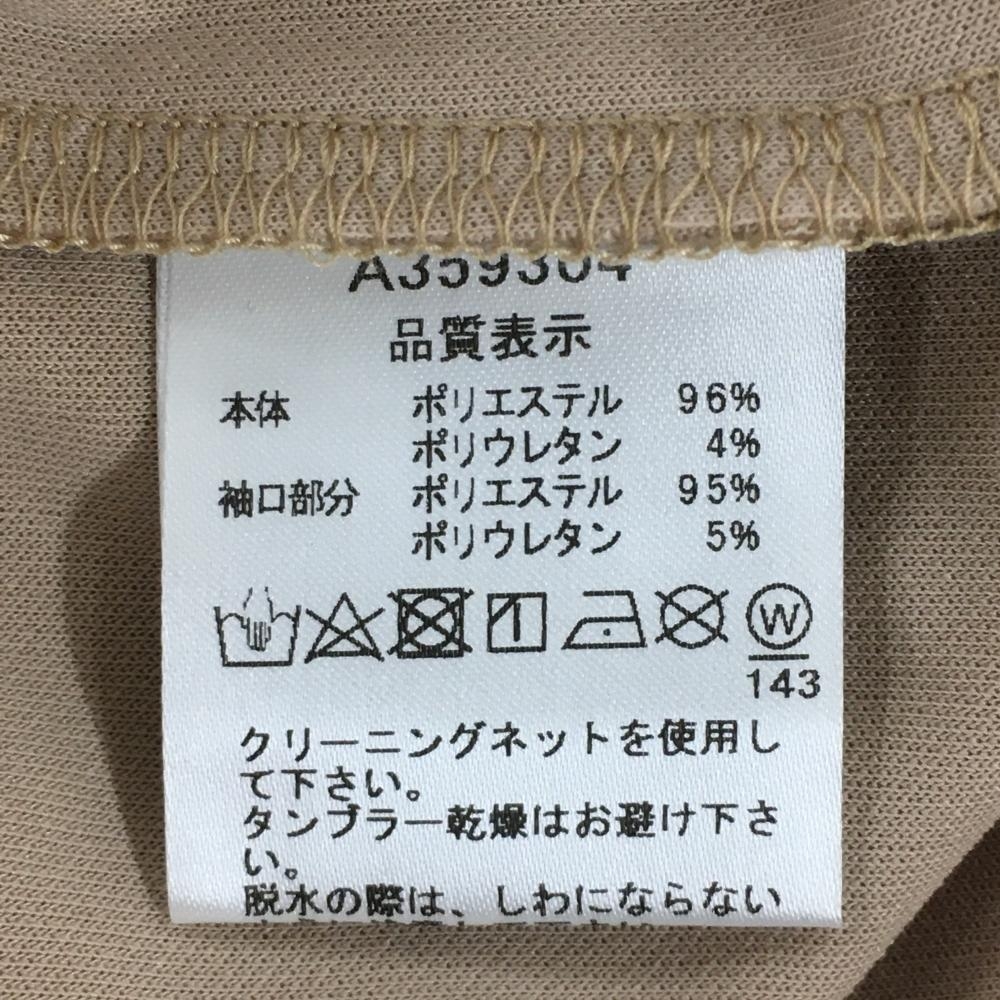 A359304
品質表示
本体 ポリエステル 96%
ポリウレタン 4%
袖口部分 ポリエステル 95%
ポリウレタン 5%
W
143
クリーニングネットを使用し
て下さい。
タンブラー乾燥はお避け下さ
い。
脱水の際は、しわにならない